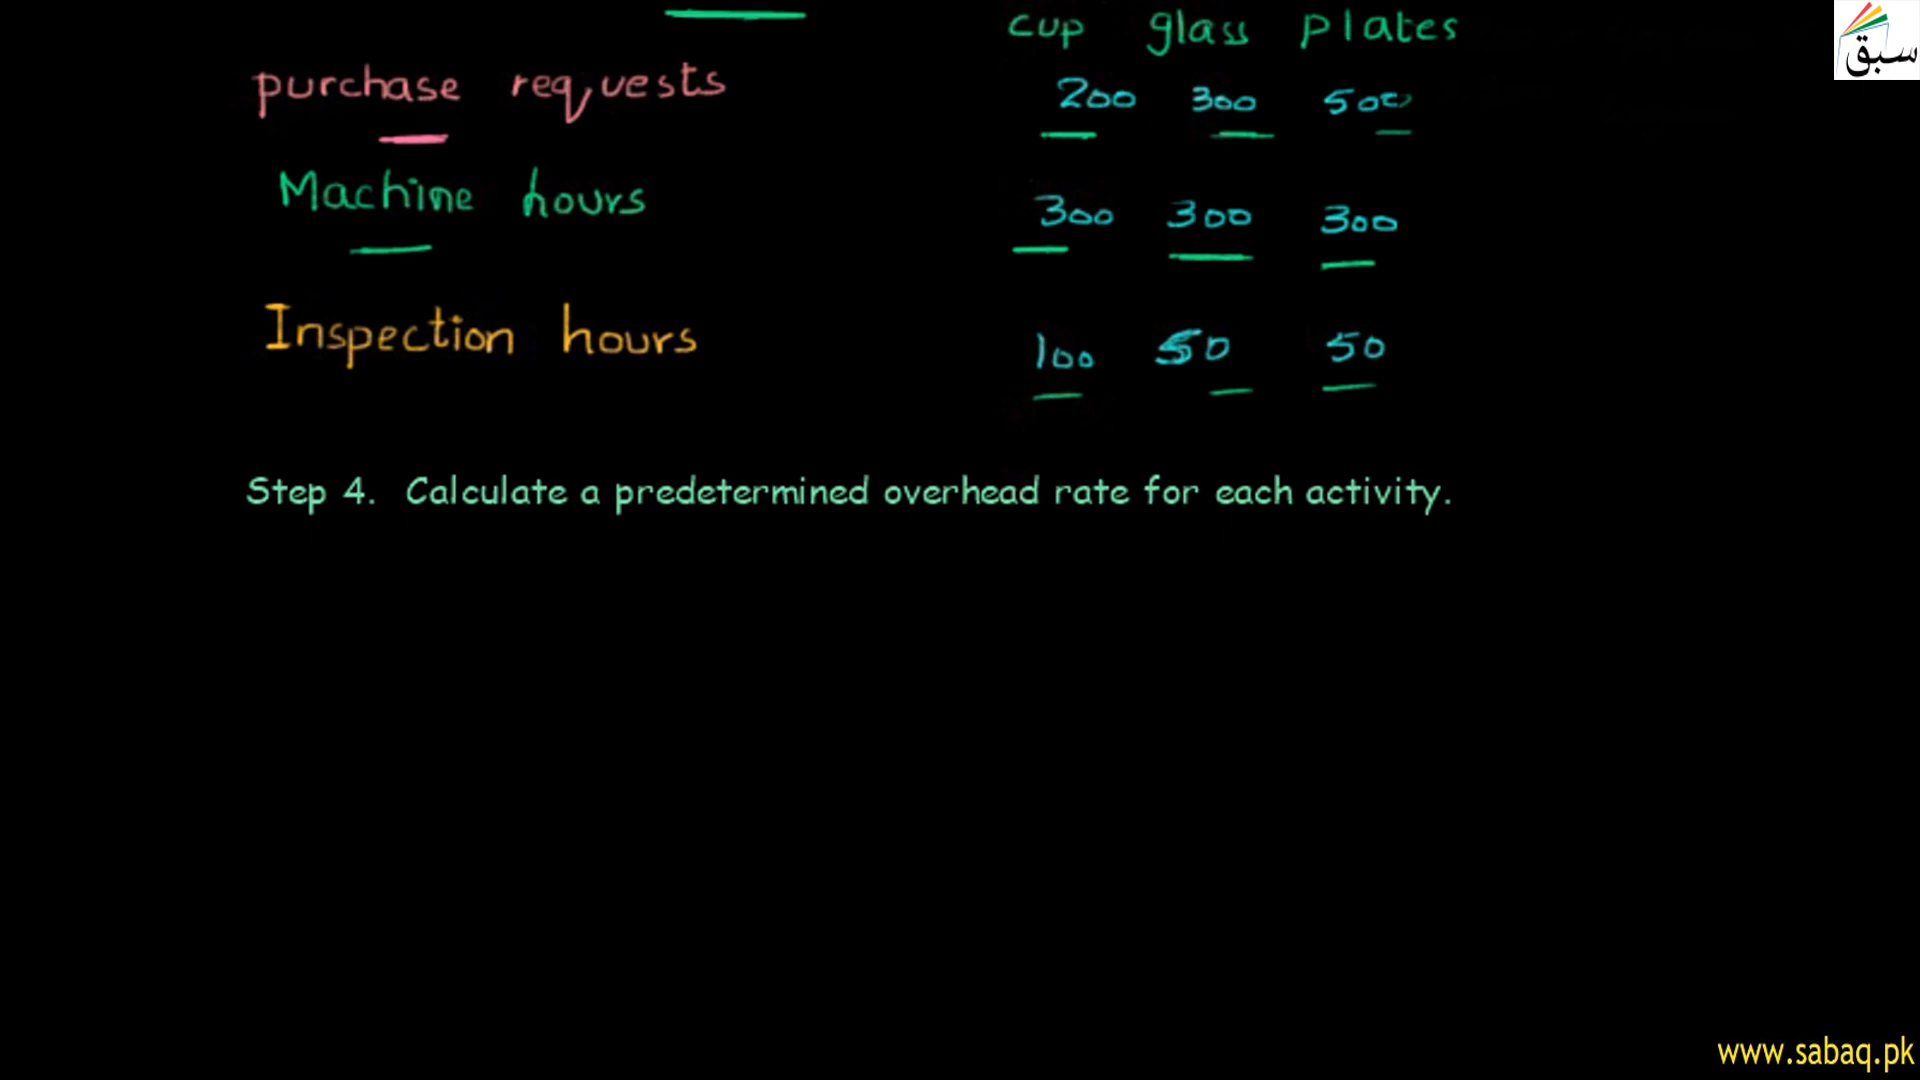 cup glass plates
purchase requests 200 300 500
Machine hours 300 300 300
Inspection hours 100 50 50
Step 4. Calculate a predetermined overhead rate for each activity.
سبق
www.sabaq.pk